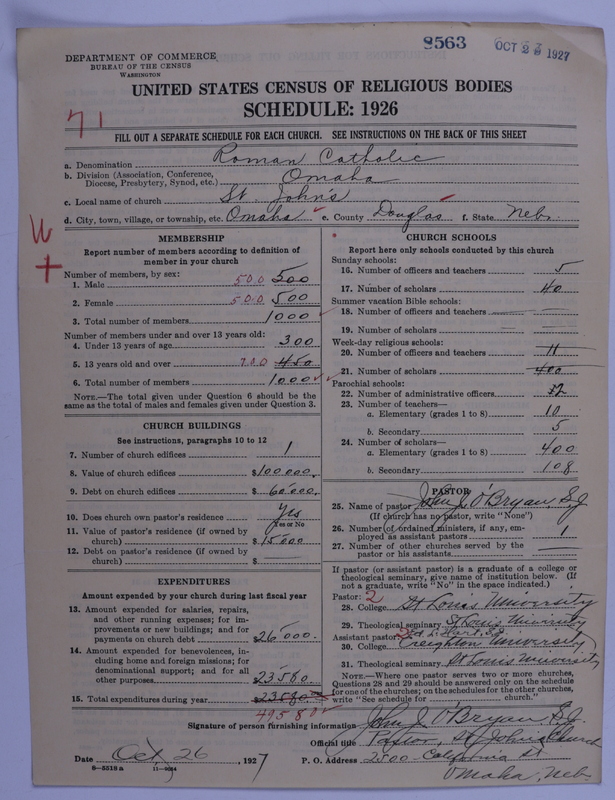 8563 OCT 26 1927
DEPARTMENT OF COMMERCE
BUREAU OF THE CENSUS
WASHINGTON
UNITED STATES CENSUS OF RELIGIOUS BODIES
SCHEDULE: 1926
71
FILL OUT A SEPARATE SCHEDULE FOR EACH CHURCH. SEE INSTRUCTIONS ON THE BACK OF THIS SHEET
a. Denomination Roman Catholic
b. Division (Association, Conference, Diocese, Presbytery, Synod, etc.) Omaha
c. Local name of church St. John's
d. City, town, village, or township, etc. Omaha e. County Douglas f. State Nebr.
W
+
MEMBERSHIP
Report number of members according to definition of
member in your church
Number of members, by sex:
1. Male 500 500
2. Female 500 500
3. Total number of members 1000
Number of members under and over 13 years old:
4. Under 13 years of age 300
5. 13 years old and over 700 450
6. Total number of members 1000
NOTE.—The total given under Question 6 should be
same as the total of males and females given under Question 3.
CHURCH BUILDINGS
See instructions, paragraphs 10 to 12
7. Number of church edifices 1
8. Value of church edifices $100,000.
9. Debt on church edifices $60,000.
10. Does church own pastor's residence Yes
Yes or No
11. Value of pastor's residence (if owned by
church) $15000
12. Debt on pastor's residence (if owned by
church) $
EXPENDITURES
Amount expended by your church during last fiscal year
13. Amount expended for salaries, repairs,
and other running expenses; for im-
provements or new buildings; and for
payments on church debt $26000.
14. Amount expended for benevolences, in-
cluding home and foreign missions; for
denominational support; and for all
other purposes 23580
15. Total expenditures during year 23580
49580
CHURCH SCHOOLS
Report here only schools conducted by this church
Sunday schools:
16. Number of officers and teachers 5
17. Number of scholars 40
Summer vacation Bible schools:
18. Number of officers and teachers
19. Number of scholars
Week-day religious schools:
20. Number of officers and teachers 11
21. Number of scholars 400
Parochial schools:
22. Number of administrative officers
23. Number of teachers—
a. Elementary (grades 1 to 8) 10
b. Secondary 5
24. Number of scholars—
a. Elementary (grades 1 to 8) 400
b. Secondary 108
PASTOR
25. Name of pastor John J. O'Bryan, S.J.
(If church has no pastor, write "None")
26. Number of ordained ministers, if any, em-
ployed as assistant pastors 1
27. Number of other churches served by the
pastor or his assistants
If pastor (or assistant pastor) is a graduate of a college or
theological seminary, give name of institution below. (If
not a graduate, write "No" in the space indicated.)
Pastor: 2
28. College St Louis University
29. Theological seminary St Louis University
Assistant pastor:
30. College Creighton University
31. Theological seminary St Louis University
NOTE.—Where one pastor serves two or more churches,
Questions 28 and 29 should be answered only on the schedule
for one of the churches; on the schedules for the other churches,
write "See schedule for church."
Signature of person furnishing information John J. O'Bryan, S.J.
Official title Pastor, St. John's Church
Date Oct. 26, 1927 P. O. Address 2500 California St
Omaha, Nebr
6—5318 a